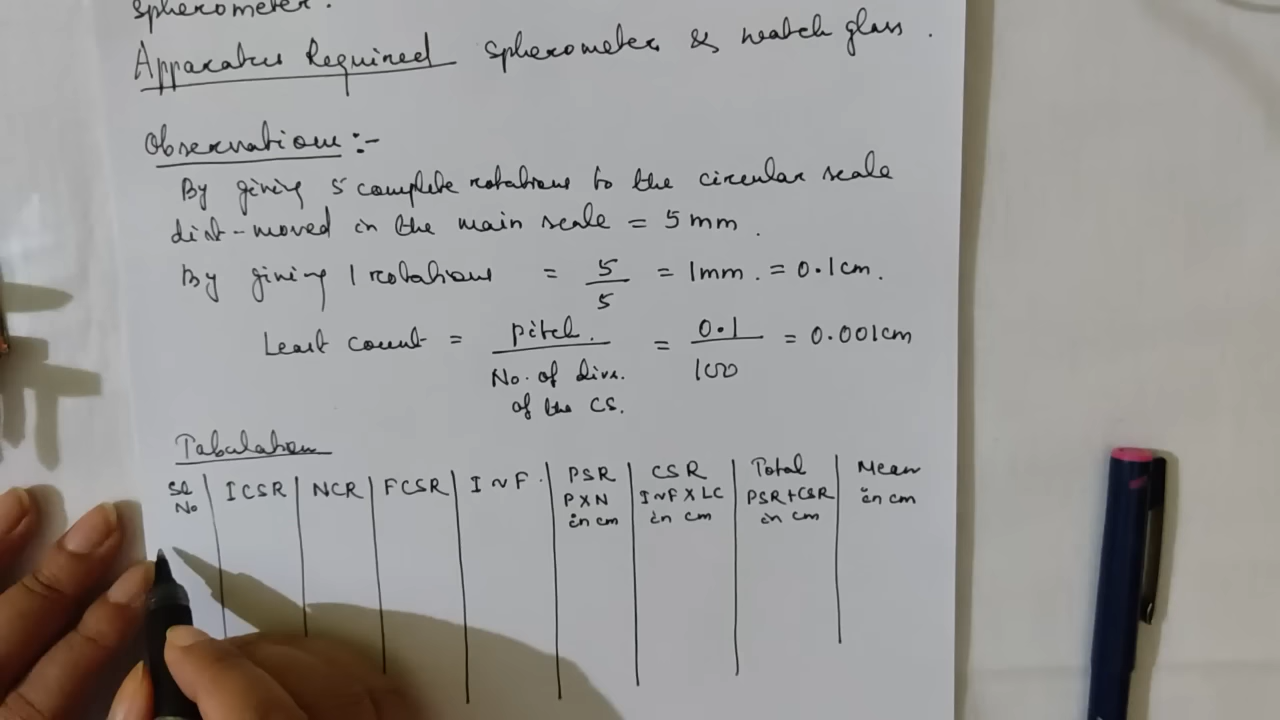 Spherometer.
Apparatus Required Spherometer & watch glass.
Observation :-
By giving 5 complete rotations to the circular scale
dist-moved in the main scale = 5 mm.
By giving 1 rotations = 5/5 = 1mm. = 0.1cm.
Least count = pitch. / No. of divs. of the CS. = 0.1/100 = 0.001cm
Tabulation
Sl No | ICSR | NCR | FCSR | I ~ F. | PSR P X N in cm | CSR I~F X LC in cm | Total PSR+CSR in cm | Mean in cm